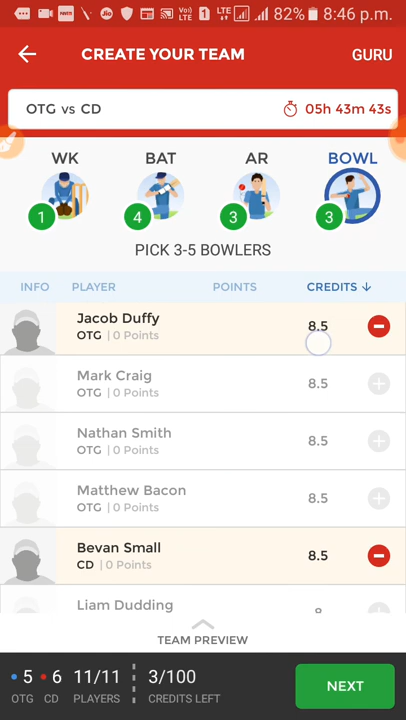 Vo)) LTE 1 LTE 82% 8:46 p.m.
CREATE YOUR TEAM GURU
OTG vs CD 05h 43m 43s
WK BAT AR BOWL
1 4 3 3
PICK 3-5 BOWLERS
INFO PLAYER POINTS CREDITS ↓
Jacob Duffy 8.5
OTG | 0 Points
Mark Craig 8.5
OTG | 0 Points
Nathan Smith 8.5
OTG | 0 Points
Matthew Bacon 8.5
OTG | 0 Points
Bevan Small 8.5
CD | 0 Points
Liam Dudding
TEAM PREVIEW
5 6 11/11 3/100 NEXT
OTG CD PLAYERS CREDITS LEFT